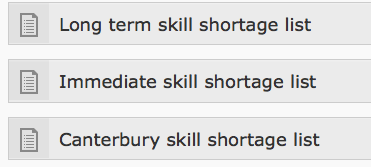 Long term skill shortage list
Immediate skill shortage list
Canterbury skill shortage list